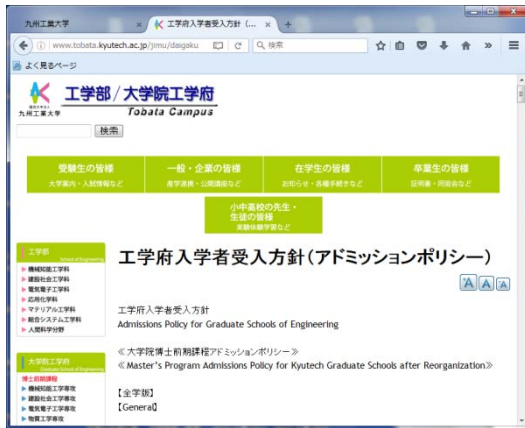 九州工業大学
工学府入学者受入方針 (...
www.tobata.kyutech.ac.jp/jimu/daigaku
検索
よく見るページ
九州工業大学
工学部/大学院工学府
Tobata Campus
検索
受験生の皆様
大学案内・入試情報など
一般・企業の皆様
産学連携・公開講座など
在学生の皆様
お知らせ・各種手続きなど
卒業生の皆様
証明書・同窓会など
小中高校の先生・
生徒の皆様
実験体験学習など
工学部
School of Engineering
機械知能工学科
建設社会工学科
電気電子工学科
応用化学科
マテリアル工学科
総合システム工学科
人間科学分野
大学院工学府
Graduate School of Engineering
博士前期課程
機械知能工学専攻
建設社会工学専攻
電気電子工学専攻
物質工学専攻
工学府入学者受入方針(アドミッションポリシー)
A A A
工学府入学者受入方針
Admissions Policy for Graduate Schools of Engineering
≪大学院博士前期課程アドミッションポリシー≫
≪Master's Program Admissions Policy for Kyutech Graduate Schools after Reorganization≫
【全学版】
【General】